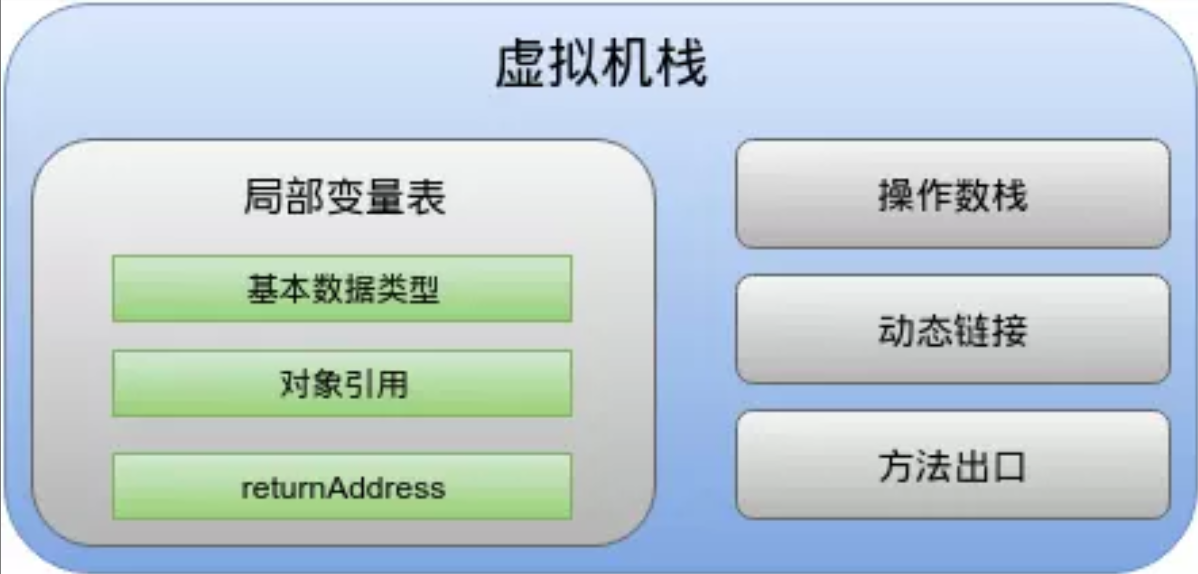 虚拟机栈
局部变量表
基本数据类型
对象引用
returnAddress
操作数栈
动态链接
方法出口